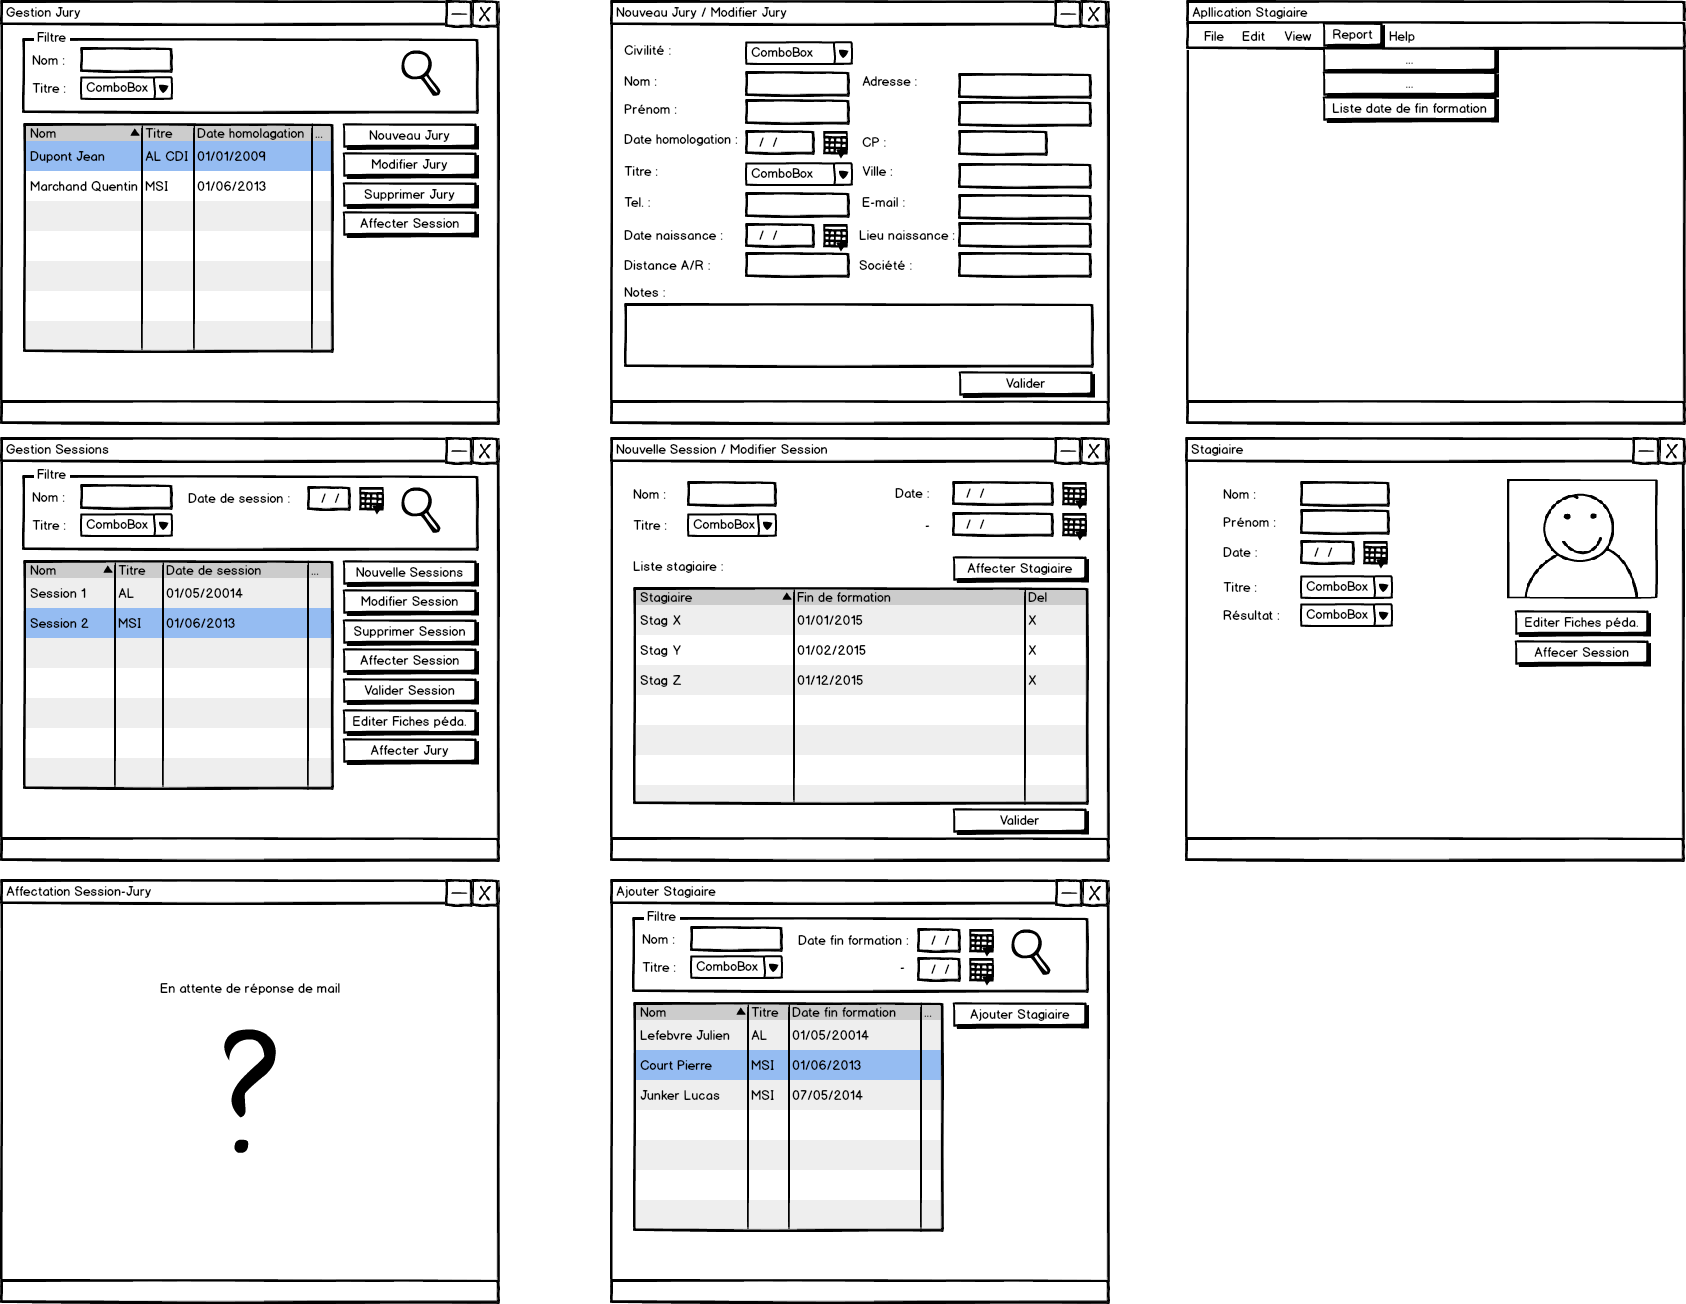 Gestion Jury
Filtre
Nom :
Titre : ComboBox
Nom Titre Date homolagation ...
Dupont Jean AL CDI 01/01/2009
Marchand Quentin MSI 01/06/2013
Nouveau Jury
Modifier Jury
Supprimer Jury
Affecter Session
Nouveau Jury / Modifier Jury
Civilité : ComboBox
Nom : Adresse :
Prénom :
Date homologation : / / CP :
Titre : ComboBox Ville :
Tel. : E-mail :
Date naissance : / / Lieu naissance :
Distance A/R : Société :
Notes :
Valider
Apllication Stagiaire
File Edit View Report Help
...
...
Liste date de fin formation
Gestion Sessions
Filtre
Nom : Date de session : / /
Titre : ComboBox
Nom Titre Date de session ...
Session 1 AL 01/05/20014
Session 2 MSI 01/06/2013
Nouvelle Sessions
Modifier Session
Supprimer Session
Affecter Session
Valider Session
Editer Fiches péda.
Affecter Jury
Nouvelle Session / Modifier Session
Nom : Date : / /
Titre : ComboBox - / /
Liste stagiaire : Affecter Stagiaire
Stagiaire Fin de formation Del
Stag X 01/01/2015 X
Stag Y 01/02/2015 X
Stag Z 01/12/2015 X
Valider
Stagiaire
Nom :
Prénom :
Date : / /
Titre : ComboBox
Résultat : ComboBox
Editer Fiches péda.
Affecer Session
Affectation Session-Jury
En attente de réponse de mail
?
Ajouter Stagiaire
Filtre
Nom : Date fin formation : / /
Titre : ComboBox - / /
Nom Titre Date fin formation ...
Lefebvre Julien AL 01/05/20014
Court Pierre MSI 01/06/2013
Junker Lucas MSI 07/05/2014
Ajouter Stagiaire